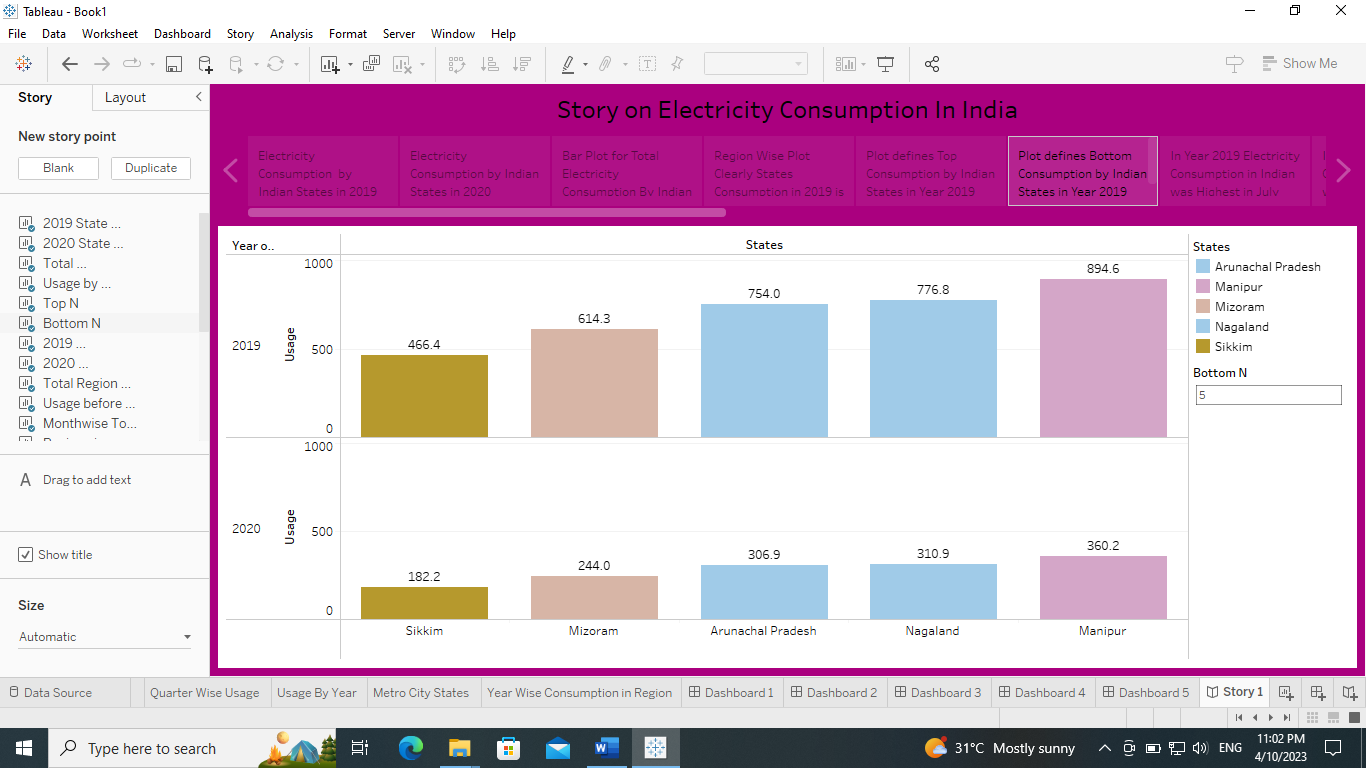 Tableau - Book1
File Data Worksheet Dashboard Story Analysis Format Server Window Help
Show Me
Story Layout
New story point
Blank Duplicate
2019 State ...
2020 State ...
Total ...
Usage by ...
Top N
Bottom N
2019 ...
2020 ...
Total Region ...
Usage before ...
Monthwise To...
A Drag to add text
Show title
Size
Automatic
Story on Electricity Consumption In India
Electricity
Consumption by
Indian States in 2019
Electricity
Consumption by Indian
States in 2020
Bar Plot for Total
Electricity
Consumption By Indian
Region Wise Plot
Clearly States
Consumption in 2019 is
Plot defines Top
Consumption by Indian
States in Year 2019
Plot defines Bottom
Consumption by Indian
States in Year 2019
In Year 2019 Electricity
Consumption in Indian
was Highest in July
Year o.. States
1000
500
0
2019
Usage
466.4 614.3 754.0 776.8 894.6
1000
500
0
2020
Usage
182.2 244.0 306.9 310.9 360.2
Sikkim Mizoram Arunachal Pradesh Nagaland Manipur
States
Arunachal Pradesh
Manipur
Mizoram
Nagaland
Sikkim
Bottom N
5
Data Source Quarter Wise Usage Usage By Year Metro City States Year Wise Consumption in Region Dashboard 1 Dashboard 2 Dashboard 3 Dashboard 4 Dashboard 5 Story 1
Type here to search
31°C Mostly sunny
ENG
11:02 PM
4/10/2023